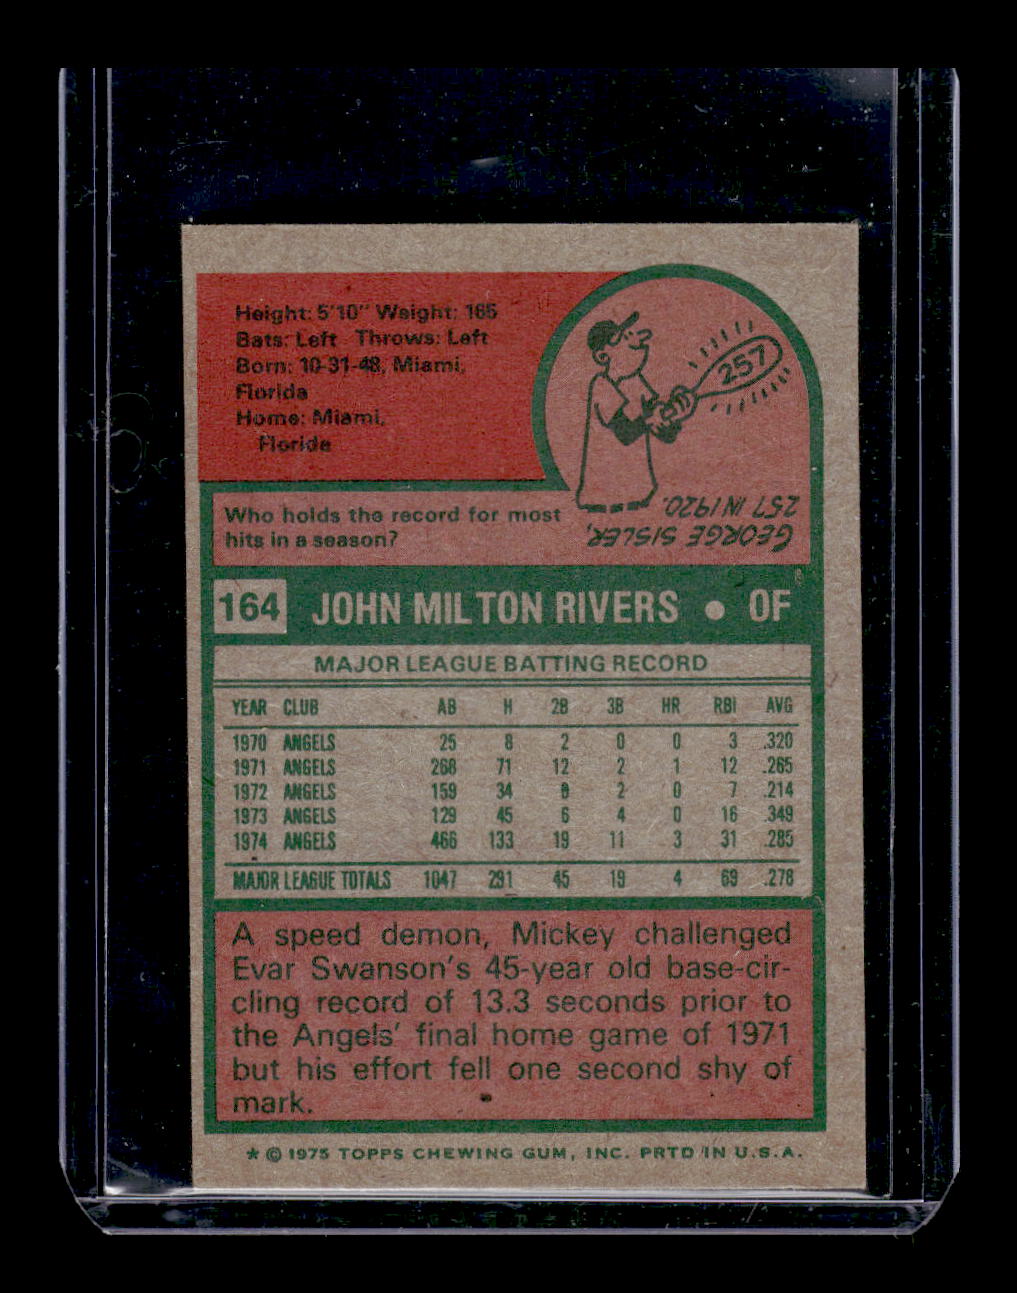 Height: 5'10" Weight: 165
Bats: Left Throws: Left
Born: 10-31-48, Miami,
Florida
Home: Miami,
Florida
257
Who holds the record for most
hits in a season?
GEORGE SISLER,
257 IN 1920.
164 JOHN MILTON RIVERS • OF
MAJOR LEAGUE BATTING RECORD
YEAR CLUB AB H 2B 3B HR RBI AVG
1970 ANGELS 25 8 2 0 0 3 .320
1971 ANGELS 268 71 12 2 1 12 .265
1972 ANGELS 159 34 6 2 0 7 .214
1973 ANGELS 129 45 6 4 0 16 .349
1974 ANGELS 466 133 19 11 3 31 .285
MAJOR LEAGUE TOTALS 1047 291 45 19 4 69 .278
A speed demon, Mickey challenged
Evar Swanson's 45-year old base-cir-
cling record of 13.3 seconds prior to
the Angels' final home game of 1971
but his effort fell one second shy of
mark.
* © 1975 TOPPS CHEWING GUM, INC. PRTD IN U.S.A.